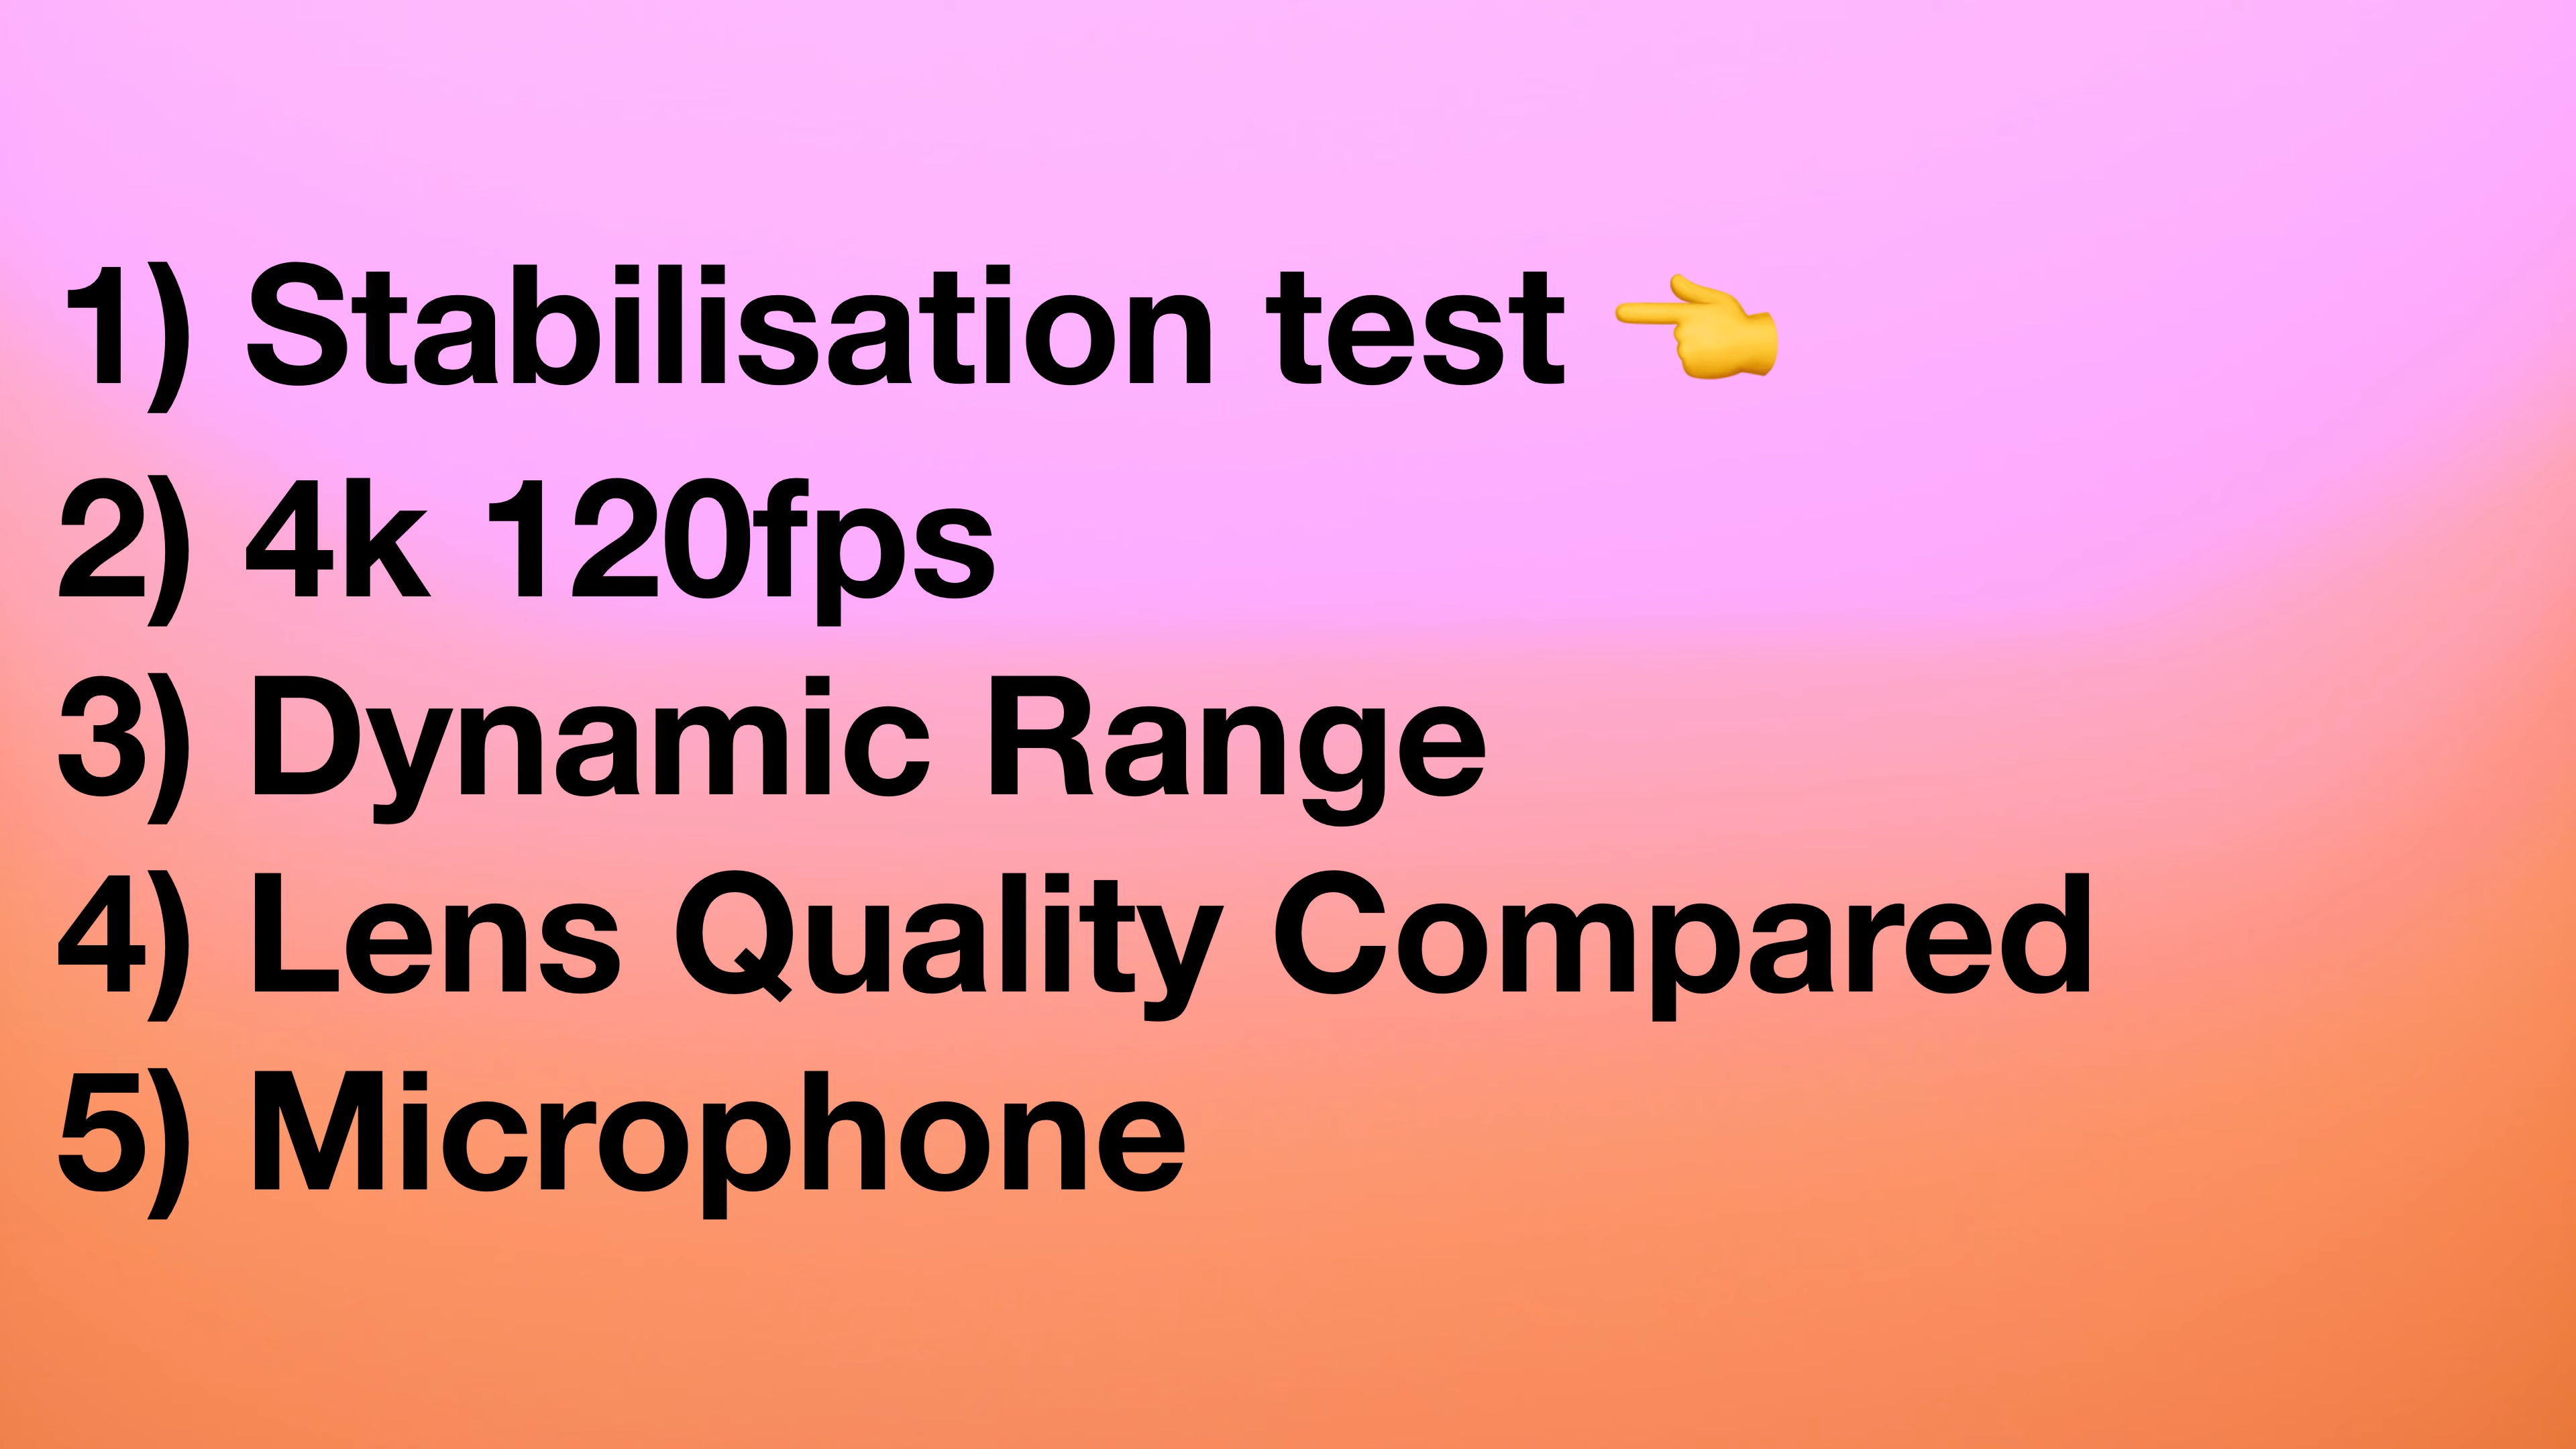 1) Stabilisation test 👈
2) 4k 120fps
3) Dynamic Range
4) Lens Quality Compared
5) Microphone